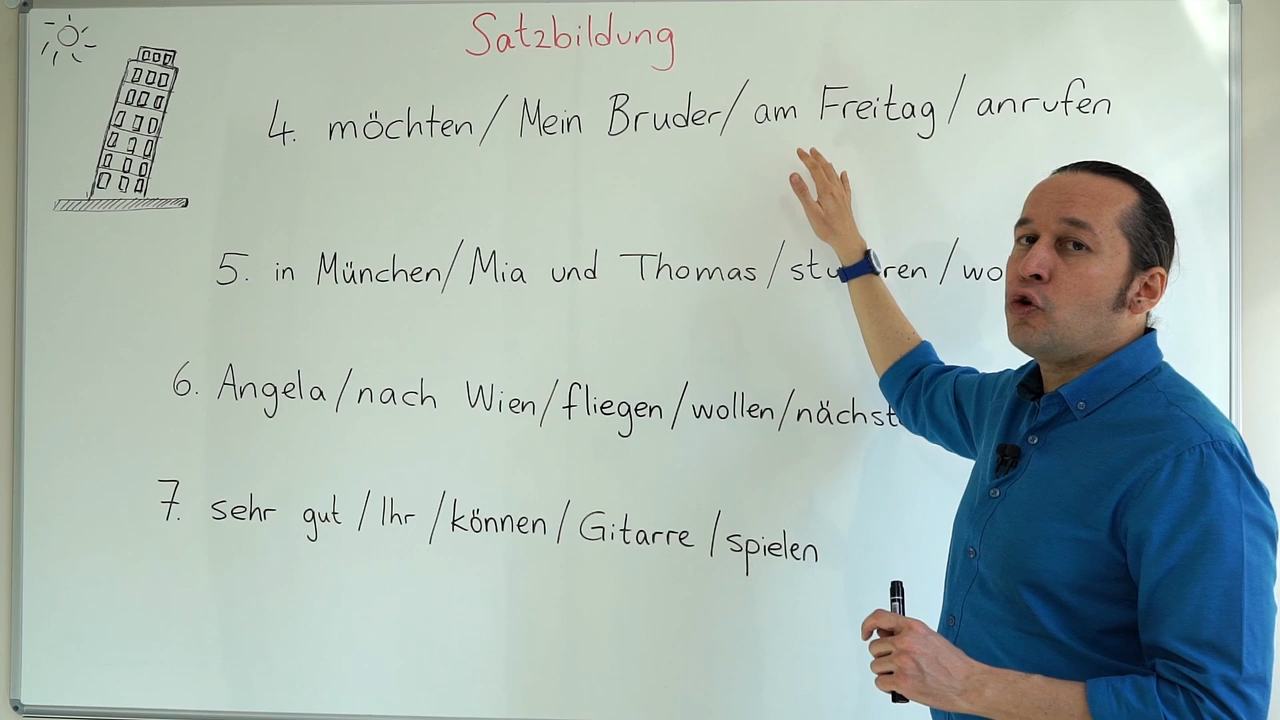 Satzbildung
4. möchten / Mein Bruder / am Freitag / anrufen
5. in München / Mia und Thomas /
6. Angela / nach Wien / fliegen / wollen /
7. sehr gut / Ihr / können / Gitarre / spielen